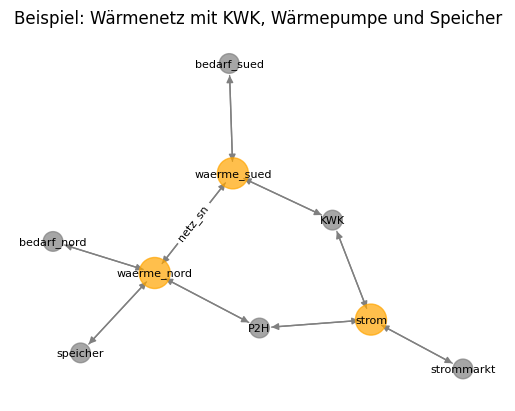 Beispiel: Wärmenetz mit KWK, Wärmepumpe und Speicher
bedarf_sued
waerme_sued
netz_sn
KWK
bedarf_nord
waerme_nord
strom
P2H
speicher
strommarkt